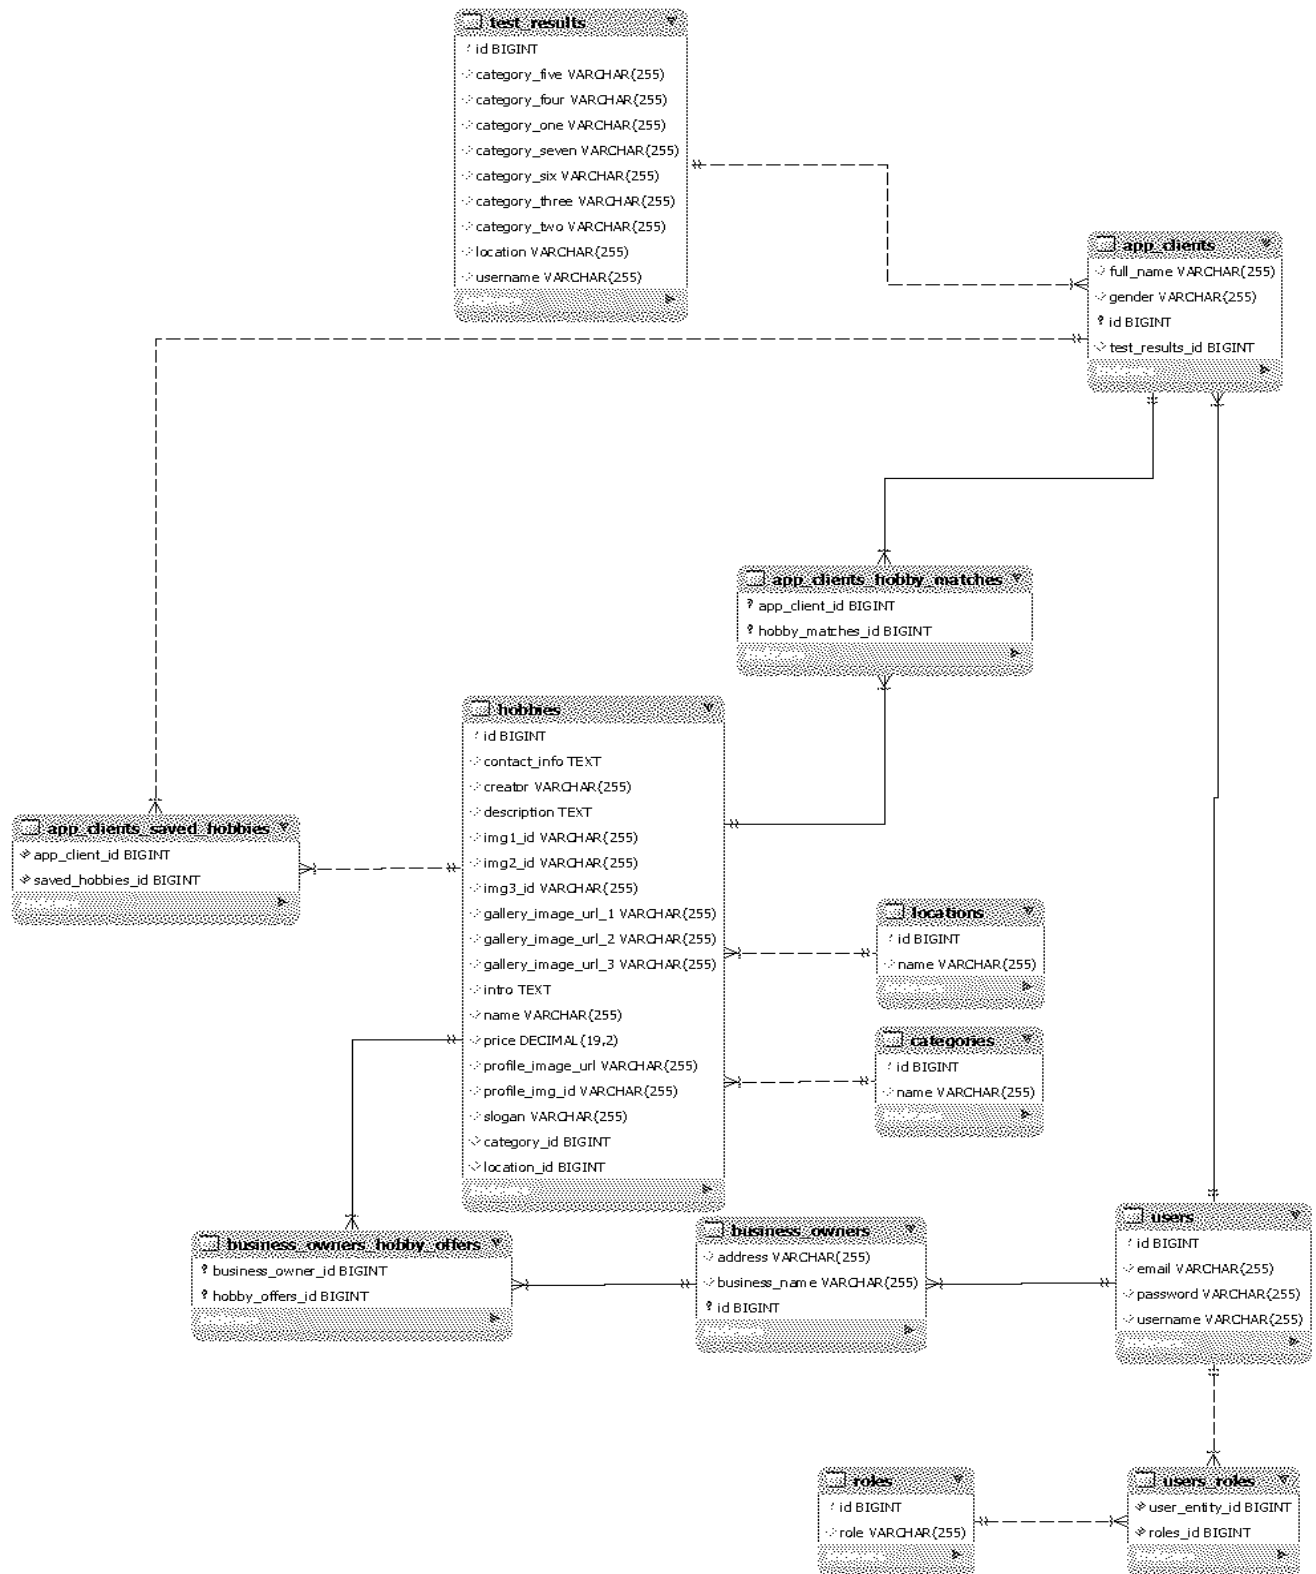 test_results
id BIGINT
category_five VARCHAR(255)
category_four VARCHAR(255)
category_one VARCHAR(255)
category_seven VARCHAR(255)
category_six VARCHAR(255)
category_three VARCHAR(255)
category_two VARCHAR(255)
location VARCHAR(255)
username VARCHAR(255)
app_clients
full_name VARCHAR(255)
gender VARCHAR(255)
id BIGINT
test_results_id BIGINT
app_clients_hobby_matches
app_client_id BIGINT
hobby_matches_id BIGINT
hobbies
id BIGINT
contact_info TEXT
creator VARCHAR(255)
description TEXT
img1_id VARCHAR(255)
img2_id VARCHAR(255)
img3_id VARCHAR(255)
gallery_image_url_1 VARCHAR(255)
gallery_image_url_2 VARCHAR(255)
gallery_image_url_3 VARCHAR(255)
intro TEXT
name VARCHAR(255)
price DECIMAL(19,2)
profile_image_url VARCHAR(255)
profile_img_id VARCHAR(255)
slogan VARCHAR(255)
category_id BIGINT
location_id BIGINT
app_clients_saved_hobbies
app_client_id BIGINT
saved_hobbies_id BIGINT
locations
id BIGINT
name VARCHAR(255)
categories
id BIGINT
name VARCHAR(255)
business_owners_hobby_offers
business_owner_id BIGINT
hobby_offers_id BIGINT
business_owners
address VARCHAR(255)
business_name VARCHAR(255)
id BIGINT
users
id BIGINT
email VARCHAR(255)
password VARCHAR(255)
username VARCHAR(255)
roles
id BIGINT
role VARCHAR(255)
users_roles
user_entity_id BIGINT
roles_id BIGINT